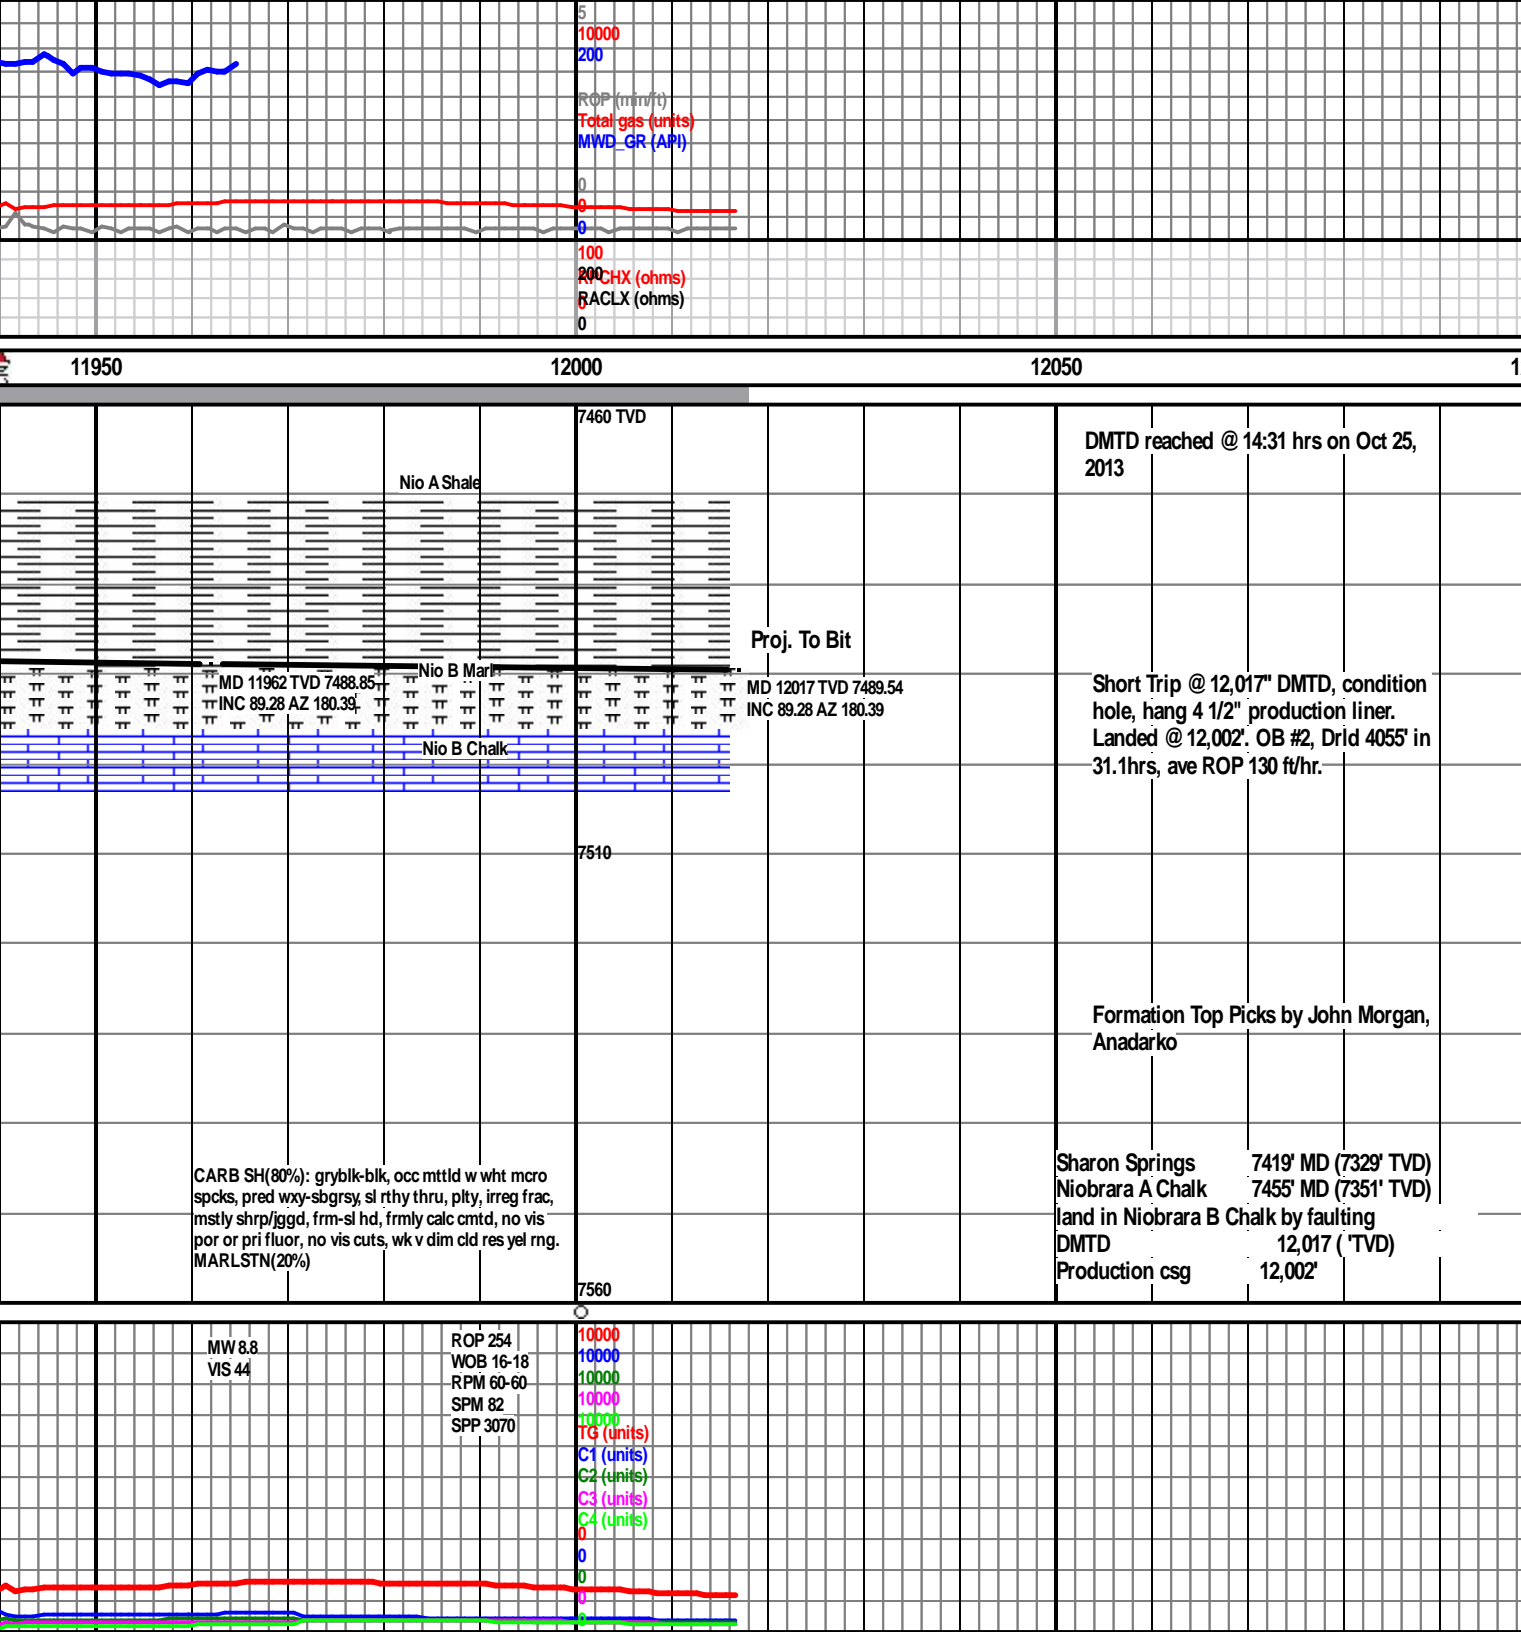 5
10000
200
ROP (min/ft)
Total gas (units)
MWD_GR (API)
0
0
0
100
200
RPCHX (ohms)
RACLX (ohms)
0
0
11950
12000
12050
7460 TVD
DMTD reached @ 14:31 hrs on Oct 25,
2013
Nio A Shale
Proj. To Bit
Nio B Marl
MD 11962 TVD 7488.85
INC 89.28 AZ 180.39
MD 12017 TVD 7489.54
INC 89.28 AZ 180.39
Short Trip @ 12,017" DMTD, condition
hole, hang 4 1/2" production liner.
Landed @ 12,002'. OB #2, Drld 4055' in
31.1hrs, ave ROP 130 ft/hr.
Nio B Chalk
7510
Formation Top Picks by John Morgan,
Anadarko
CARB SH(80%): gryblk-blk, occ mttld w wht mcro
spcks, pred wxy-sbgrsy, sl rthy thru, plty, irreg frac,
mstly shrp/jggd, frm-sl hd, frmly calc cmtd, no vis
por or pri fluor, no vis cuts, wk v dim cld res yel rng.
MARLSTN(20%)
Sharon Springs 7419' MD (7329' TVD)
Niobrara A Chalk 7455' MD (7351' TVD)
land in Niobrara B Chalk by faulting
DMTD 12,017 ( 'TVD)
Production csg 12,002'
7560
MW 8.8
VIS 44
ROP 254
WOB 16-18
RPM 60-60
SPM 82
SPP 3070
10000
10000
10000
10000
10000
TG (units)
C1 (units)
C2 (units)
C3 (units)
C4 (units)
0
0
0
0
0